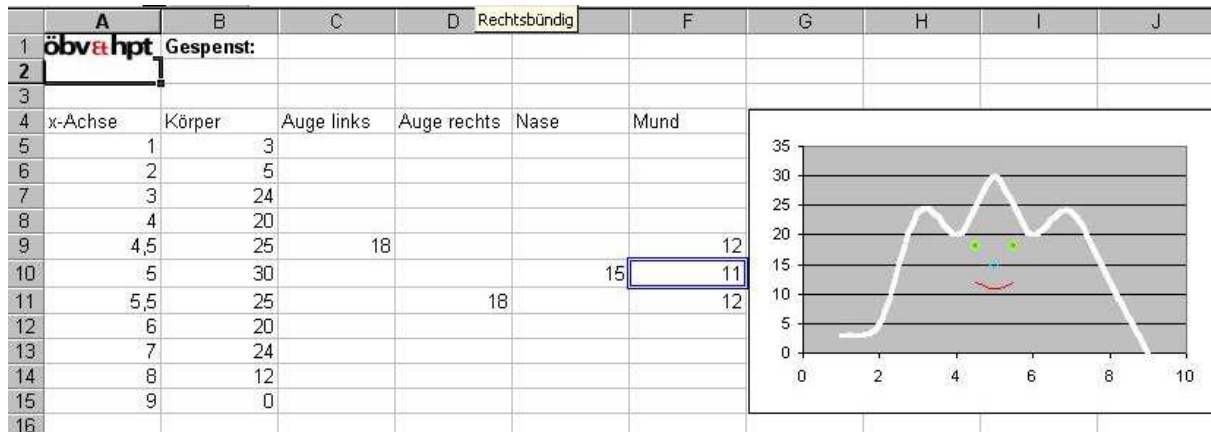 A B C D Rechtsbündig F G H I J
1 öbv&hpt Gespenst:
2
3
4 x-Achse Körper Auge links Auge rechts Nase Mund
5 1 3
6 2 5
7 3 24
8 4 20
9 4,5 25 18 12
10 5 30 15 11
11 5,5 25 18 12
12 6 20
13 7 24
14 8 12
15 9 0
16
35
30
25
20
15
10
5
0
0 2 4 6 8 10